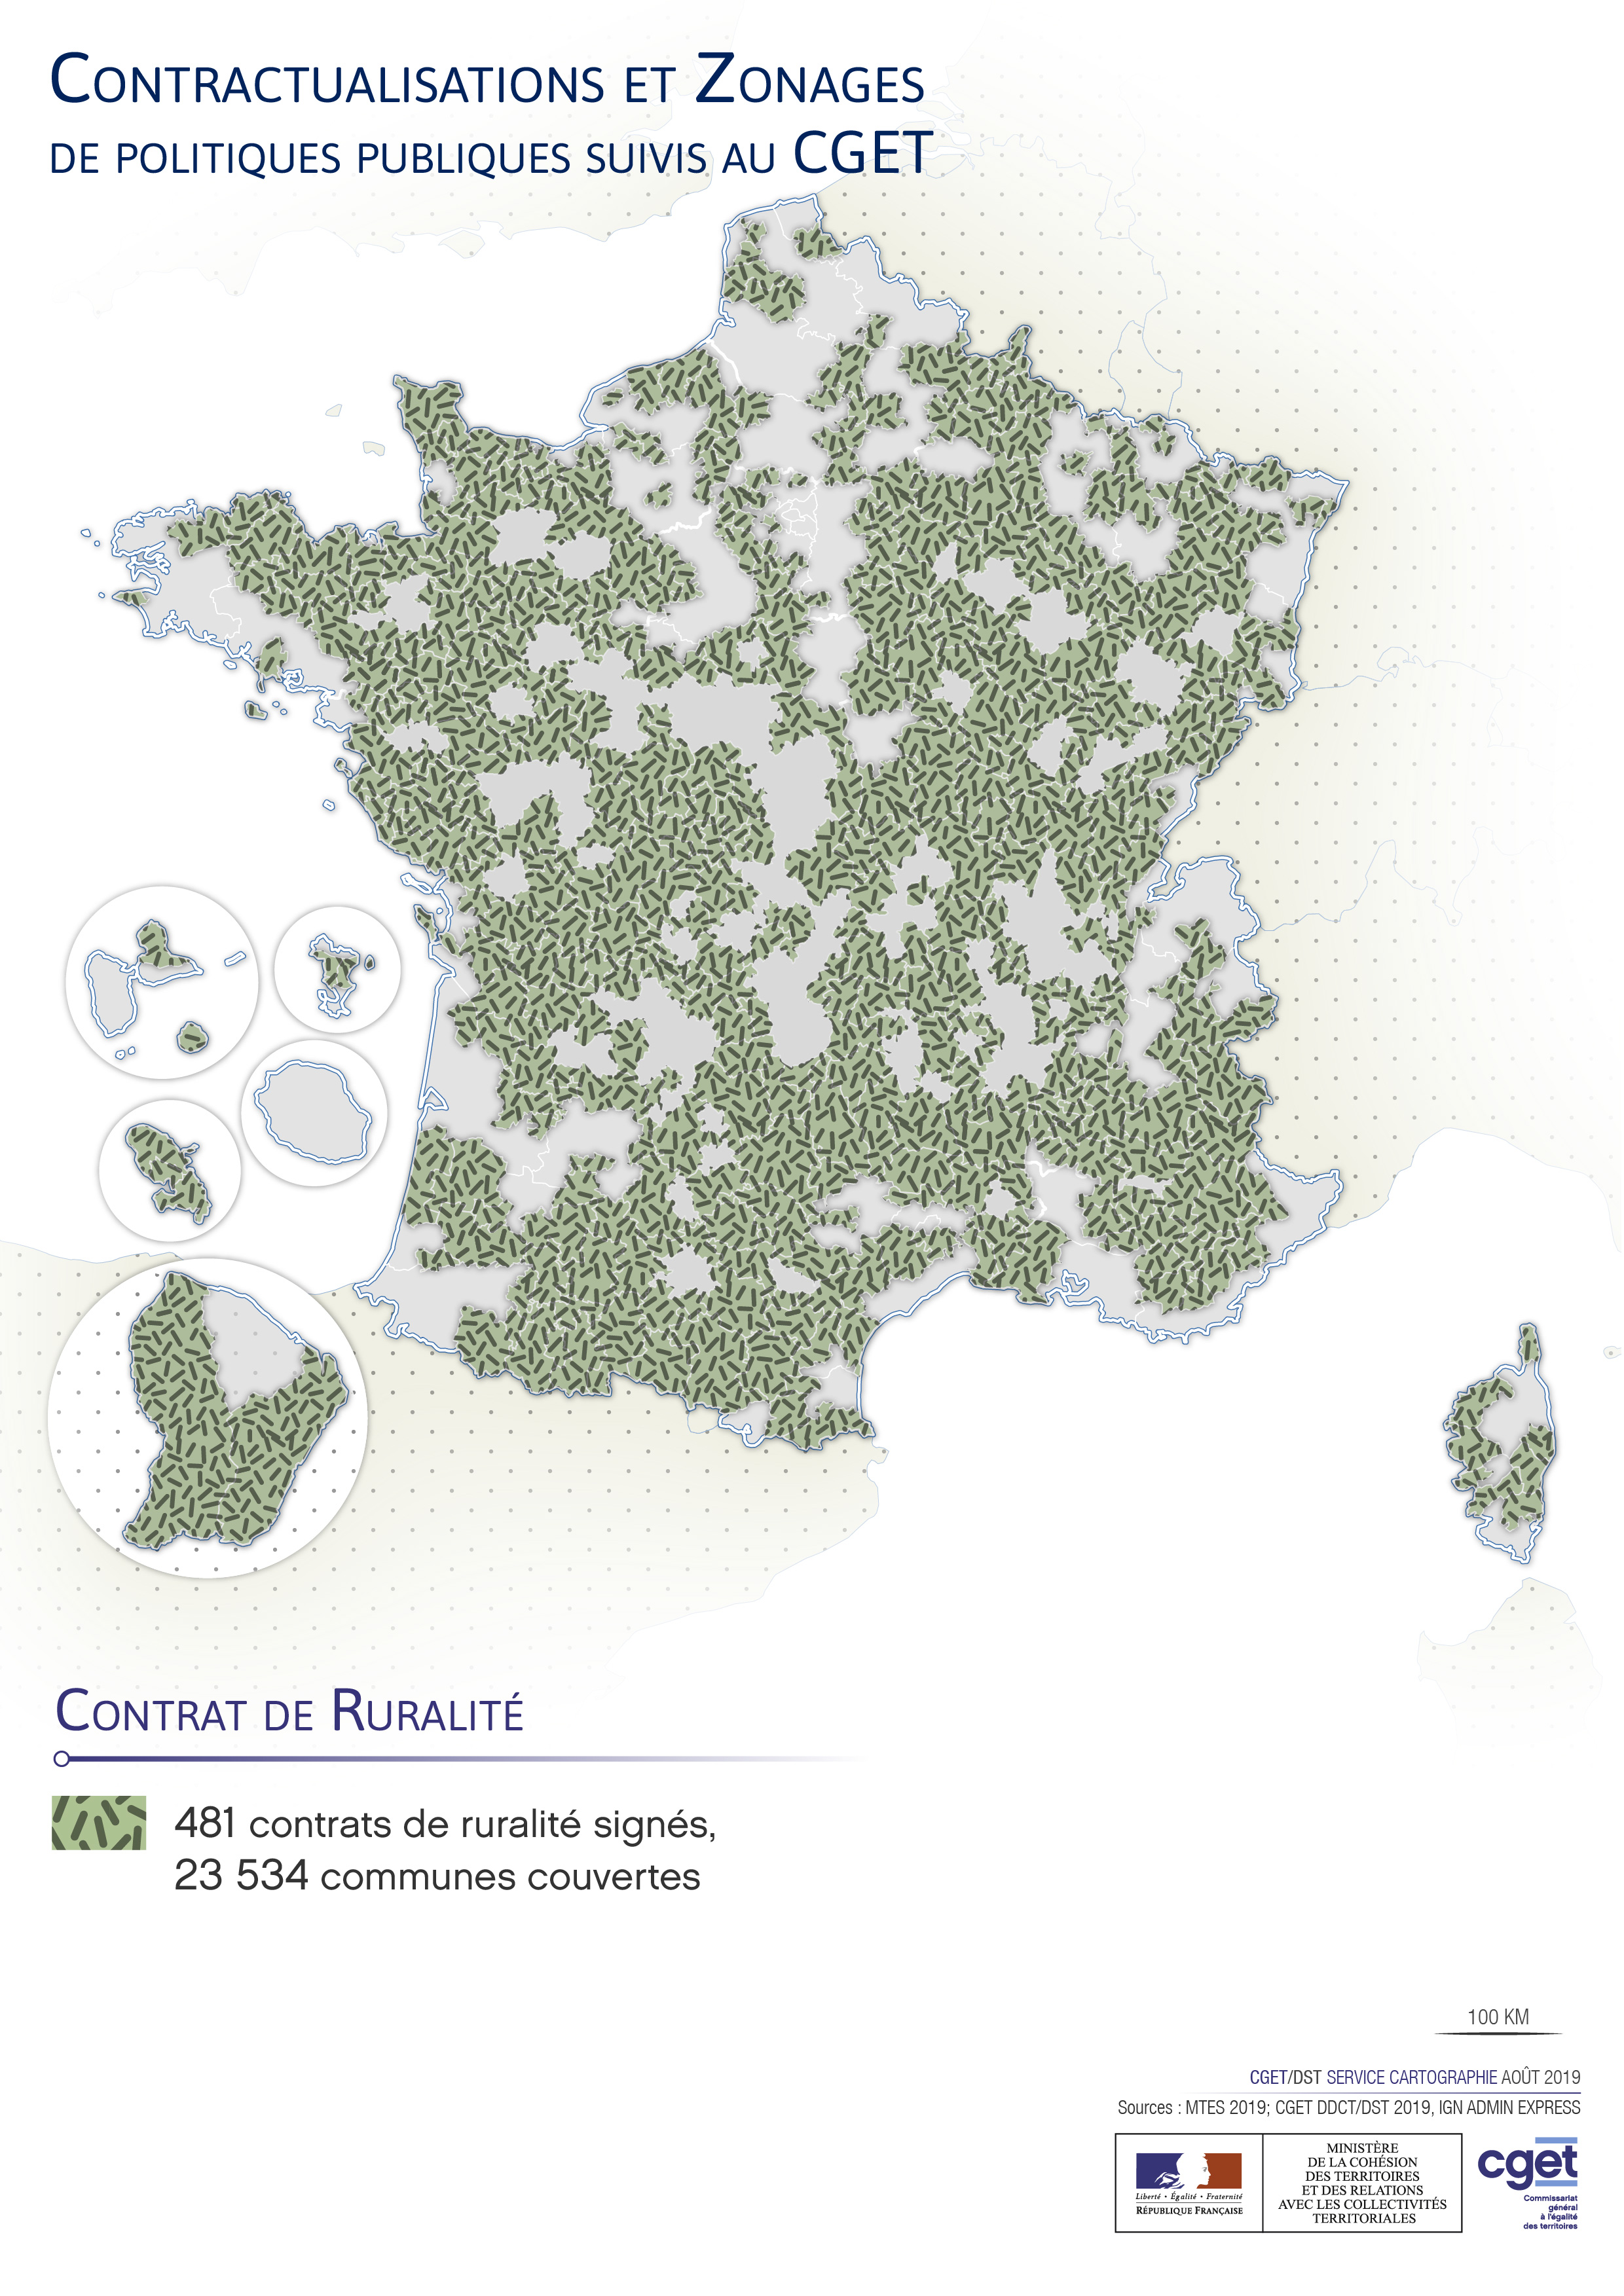 Contractualisations et Zonages
de politiques publiques suivis au CGET
Contrat de Ruralité
481 contrats de ruralité signés,
23 534 communes couvertes
100 KM
CGET/DST SERVICE CARTOGRAPHIE AOÛT 2019
Sources : MTES 2019; CGET DDCT/DST 2019, IGN ADMIN EXPRESS
Liberté • Égalité • Fraternité
RÉPUBLIQUE FRANÇAISE
MINISTÈRE
DE LA COHÉSION
DES TERRITOIRES
ET DES RELATIONS
AVEC LES COLLECTIVITÉS
TERRITORIALES
cget
Commissariat
général
à l'égalité
des territoires